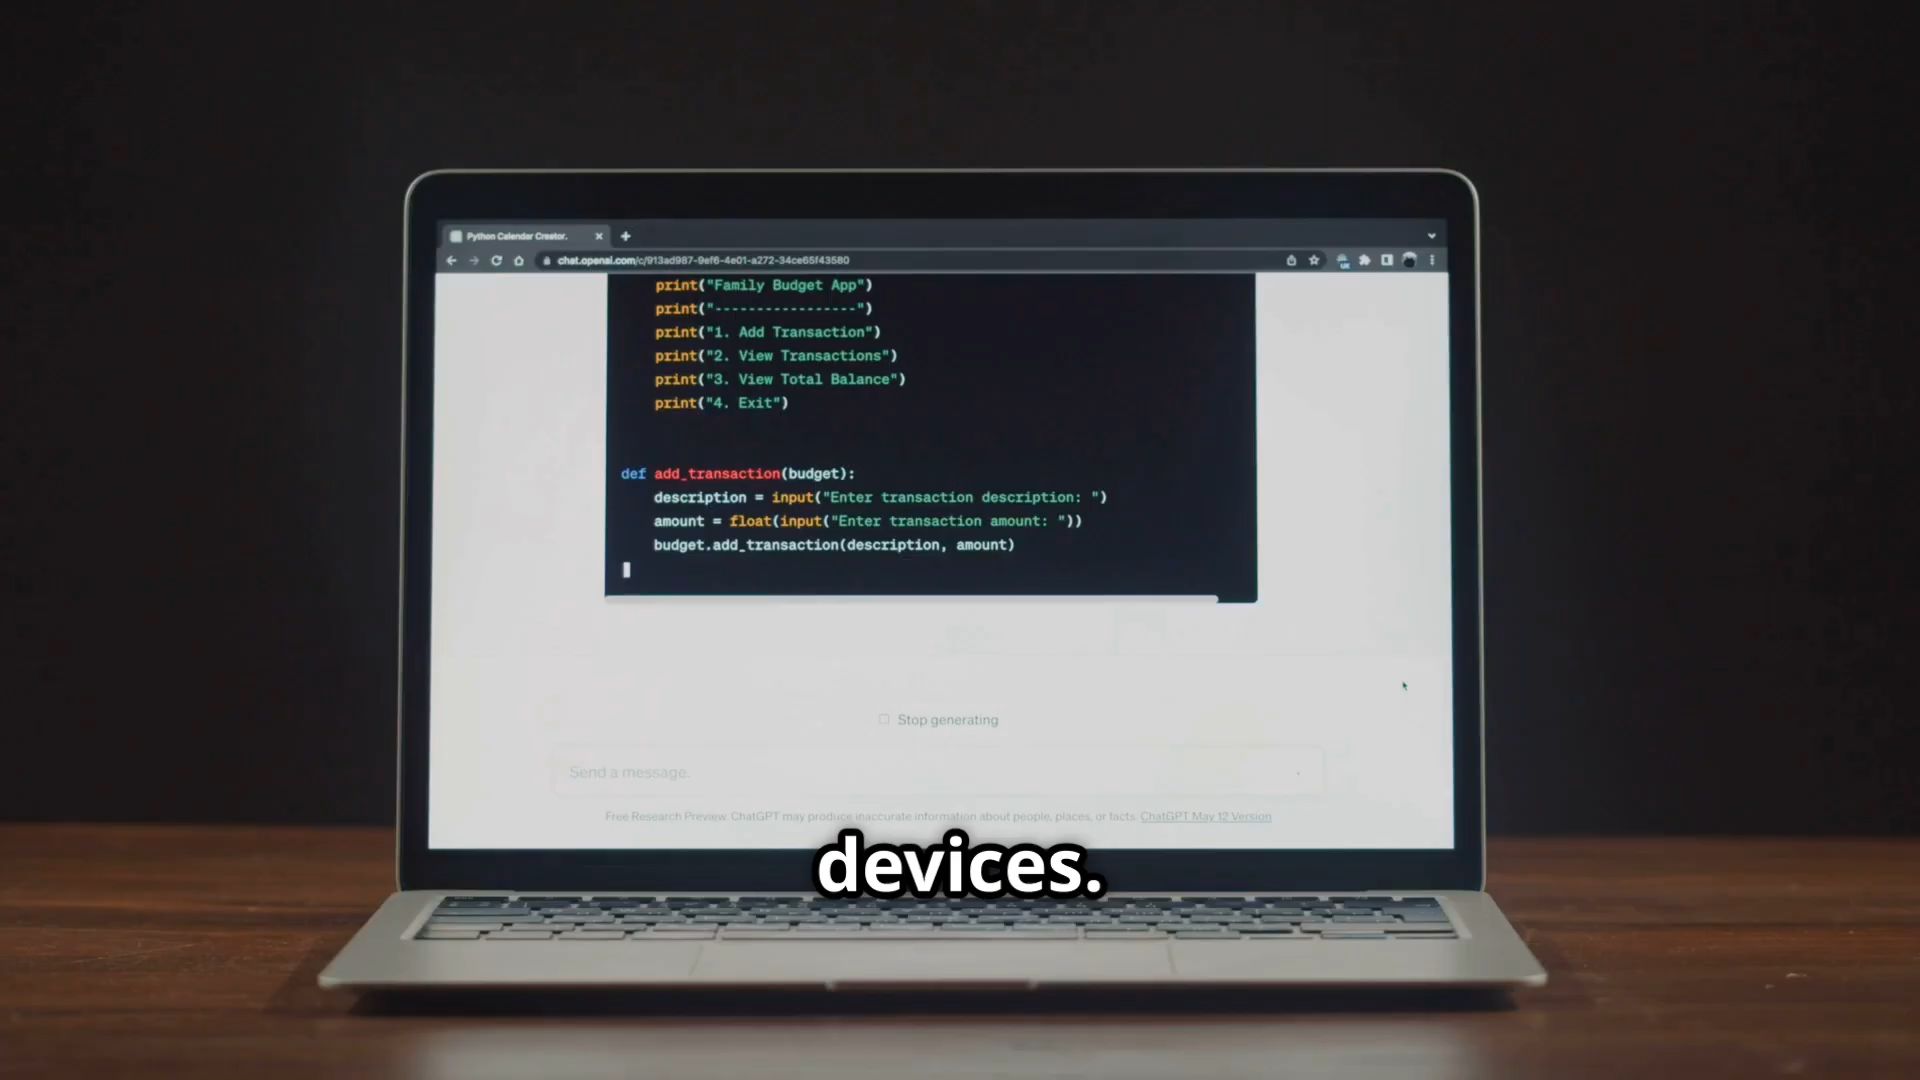 Python Calendar Creator.
chat.openai.com/c/913ad987-9ef6-4e01-a272-34ce65f43580
print("Family Budget App")
print("-----------------")
print("1. Add Transaction")
print("2. View Transactions")
print("3. View Total Balance")
print("4. Exit")
def add_transaction(budget):
description = input("Enter transaction description: ")
amount = float(input("Enter transaction amount: "))
budget.add_transaction(description, amount)
Stop generating
Send a message.
Free Research Preview. ChatGPT may produce inaccurate information about people, places, or facts. ChatGPT May 12 Version
devices.